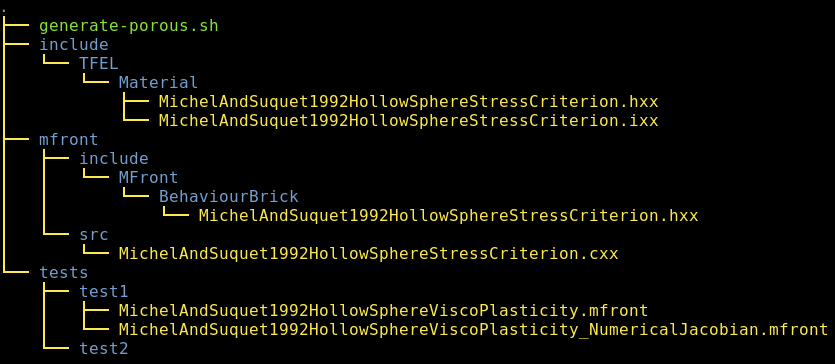 .
├── generate-porous.sh
├── include
│   └── TFEL
│       └── Material
│           ├── MichelAndSuquet1992HollowSphereStressCriterion.hxx
│           └── MichelAndSuquet1992HollowSphereStressCriterion.ixx
├── mfront
│   ├── include
│   │   └── MFront
│   │       └── BehaviourBrick
│   │           └── MichelAndSuquet1992HollowSphereStressCriterion.hxx
│   └── src
│       └── MichelAndSuquet1992HollowSphereStressCriterion.cxx
└── tests
    ├── test1
    │   ├── MichelAndSuquet1992HollowSphereViscoPlasticity.mfront
    │   └── MichelAndSuquet1992HollowSphereViscoPlasticity_NumericalJacobian.mfront
    └── test2